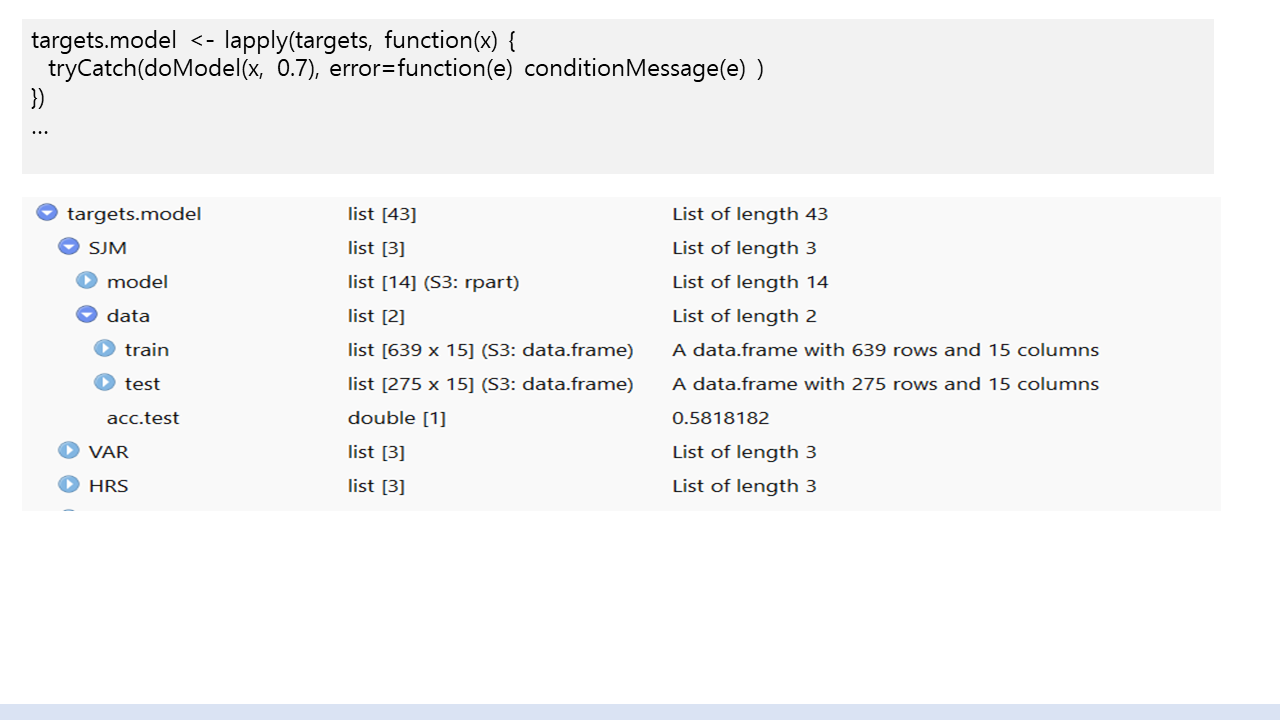 targets.model <- lapply(targets, function(x) {
tryCatch(doModel(x, 0.7), error=function(e) conditionMessage(e) )
})
...
targets.model list [43] List of length 43
SJM list [3] List of length 3
model list [14] (S3: rpart) List of length 14
data list [2] List of length 2
train list [639 x 15] (S3: data.frame) A data.frame with 639 rows and 15 columns
test list [275 x 15] (S3: data.frame) A data.frame with 275 rows and 15 columns
acc.test double [1] 0.5818182
VAR list [3] List of length 3
HRS list [3] List of length 3